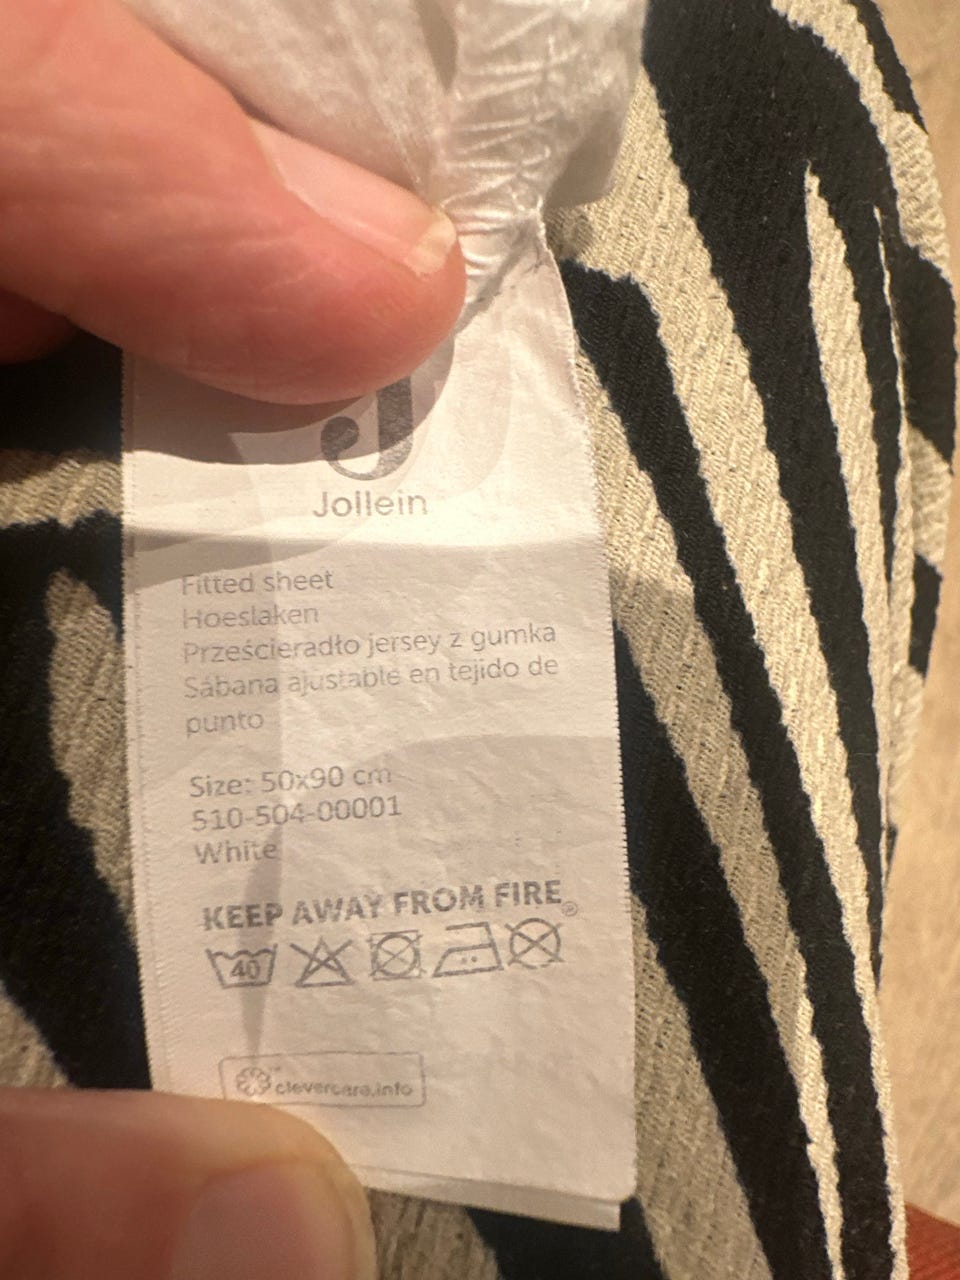 J
Jollein
Fitted sheet
Hoeslaken
Prześcieradło jersey z gumka
Sábana ajustable en tejido de
punto
Size: 50x90 cm
510-504-00001
White
KEEP AWAY FROM FIRE
®
40
clevercare.info